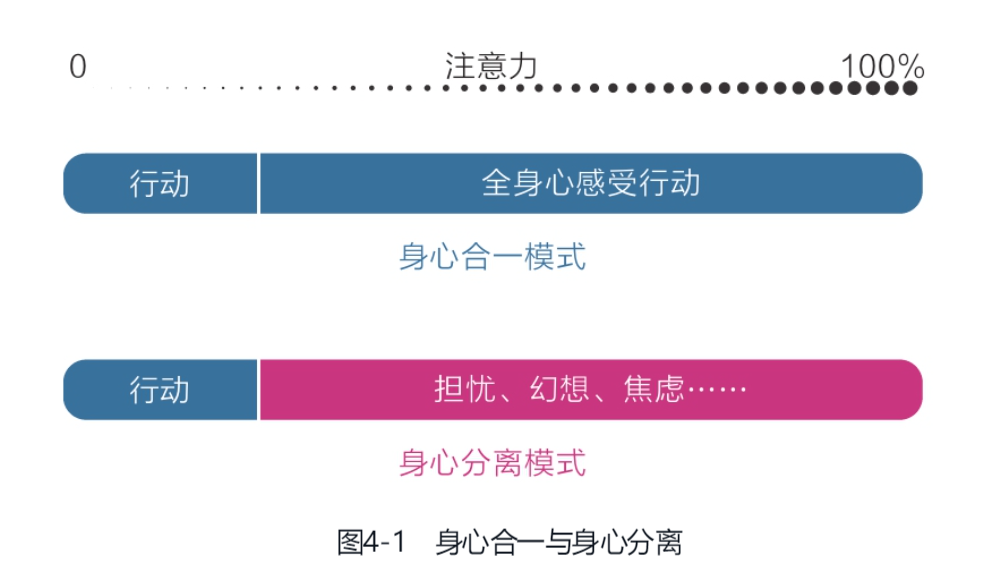 0 注意力 100%
行动 全身心感受行动
身心合一模式
行动 担忧、幻想、焦虑……
身心分离模式
图4-1 身心合一与身心分离